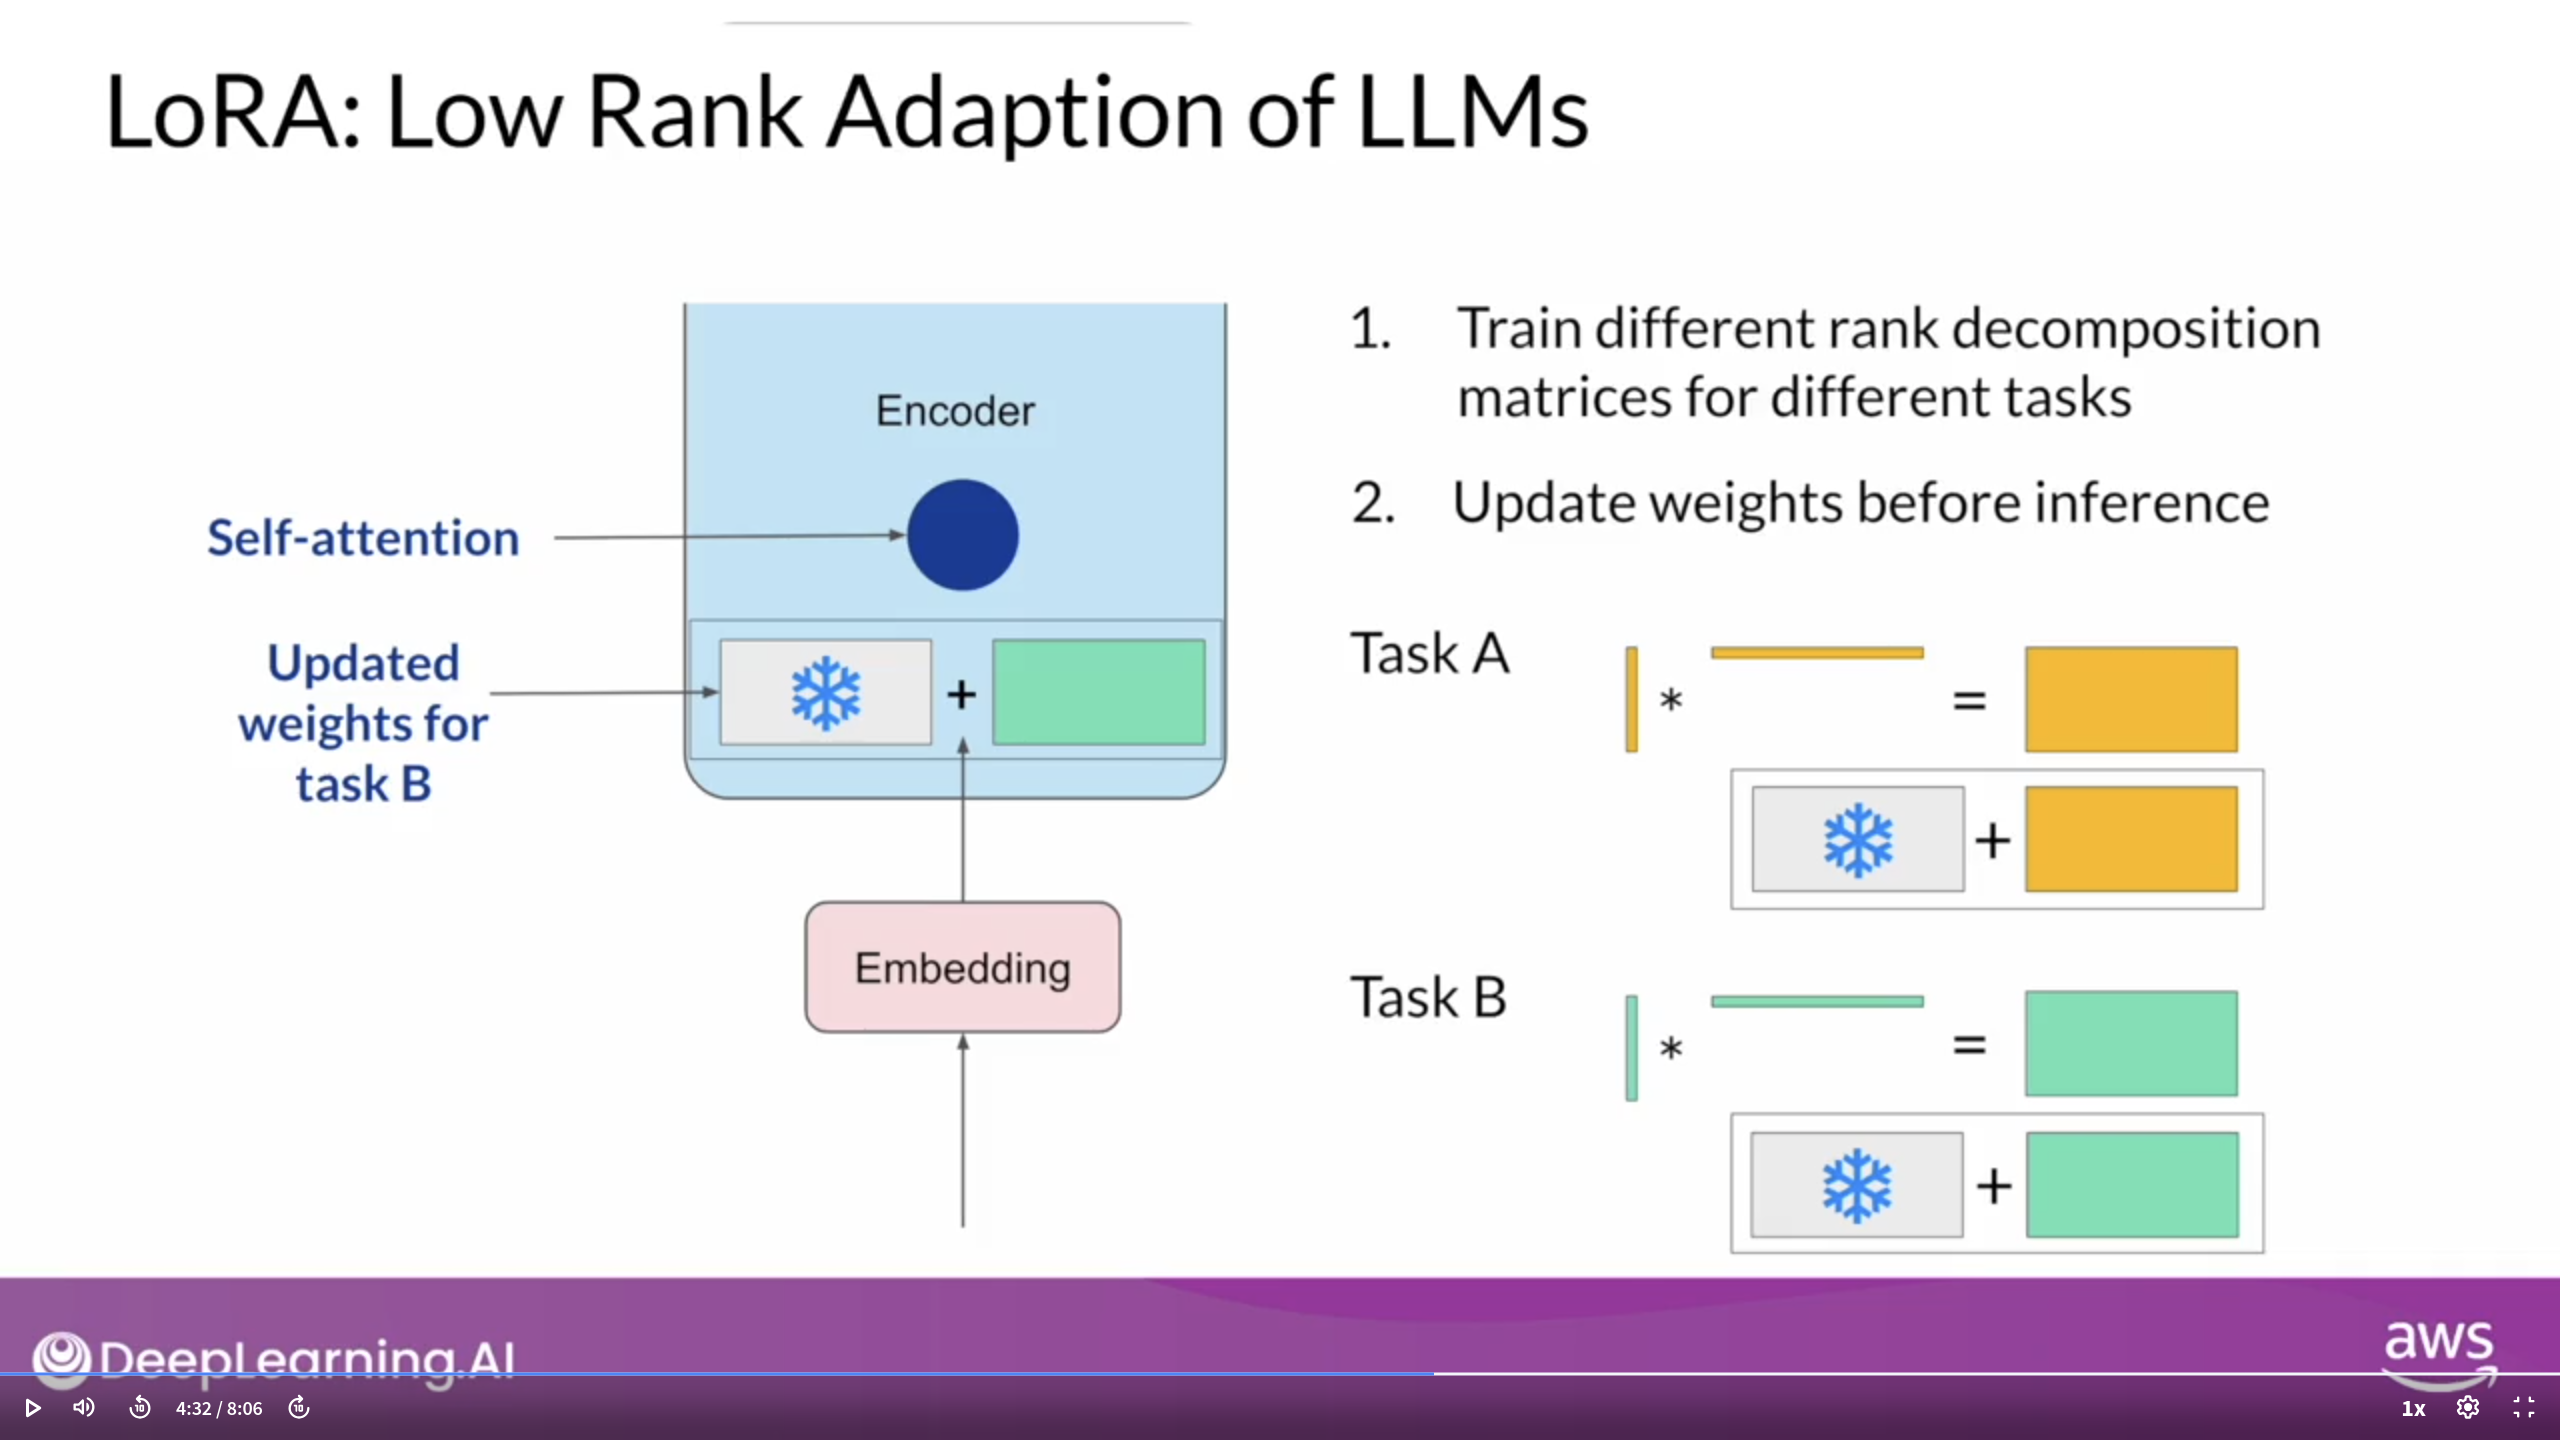 LoRA: Low Rank Adaption of LLMs
Encoder
Self-attention
Updated
weights for
task B
+
Embedding
1. Train different rank decomposition
matrices for different tasks
2. Update weights before inference
Task A
* =
+
Task B
* =
+
DeepLearning.AI
aws
4:32 / 8:06
1x